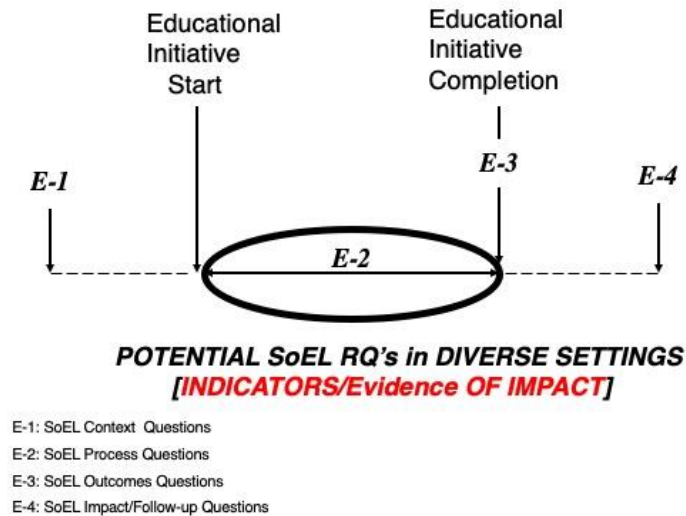 Educational
Initiative
Start
Educational
Initiative
Completion
E-1
E-3
E-4
E-2
POTENTIAL SoEL RQ's in DIVERSE SETTINGS
[INDICATORS/Evidence OF IMPACT]
E-1: SoEL Context Questions
E-2: SoEL Process Questions
E-3: SoEL Outcomes Questions
E-4: SoEL Impact/Follow-up Questions